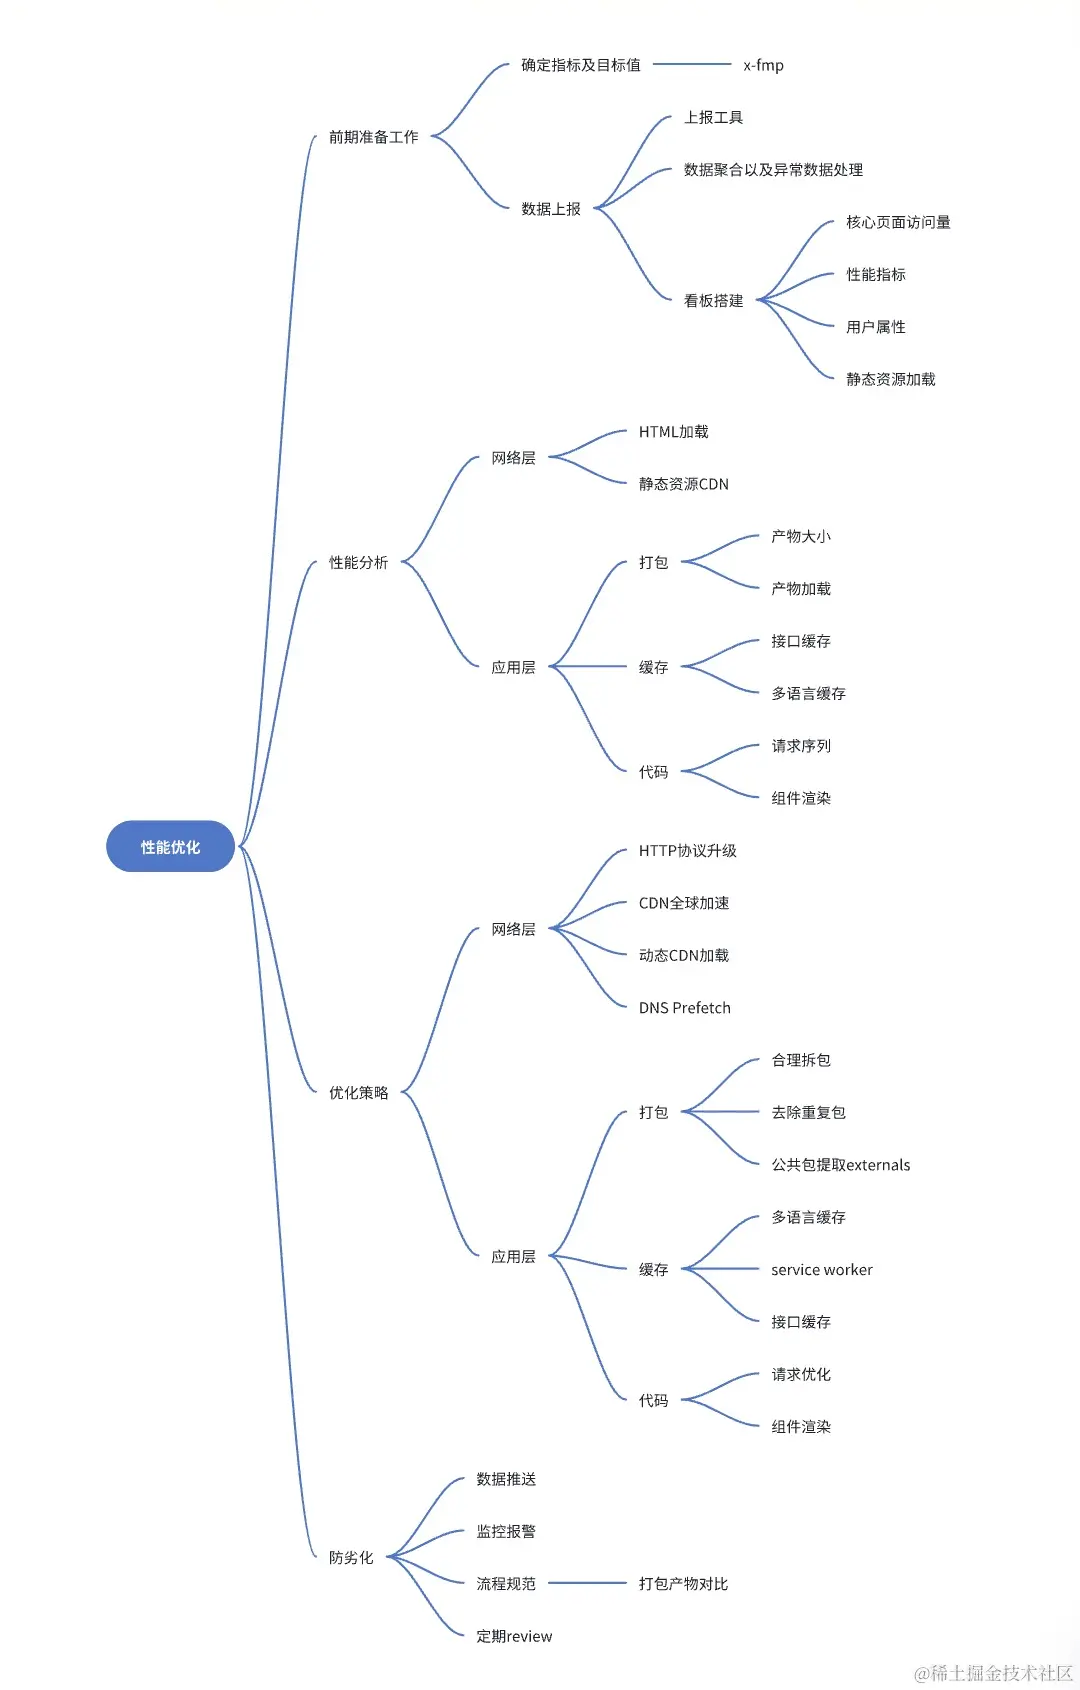 性能优化
前期准备工作
确定指标及目标值
x-fmp
数据上报
上报工具
数据聚合以及异常数据处理
看板搭建
核心页面访问量
性能指标
用户属性
静态资源加载
性能分析
网络层
HTML加载
静态资源CDN
应用层
打包
产物大小
产物加载
缓存
接口缓存
多语言缓存
代码
请求序列
组件渲染
优化策略
网络层
HTTP协议升级
CDN全球加速
动态CDN加载
DNS Prefetch
应用层
打包
合理拆包
去除重复包
公共包提取externals
缓存
多语言缓存
service worker
接口缓存
代码
请求优化
组件渲染
防劣化
数据推送
监控报警
流程规范
打包产物对比
定期review
@稀土掘金技术社区